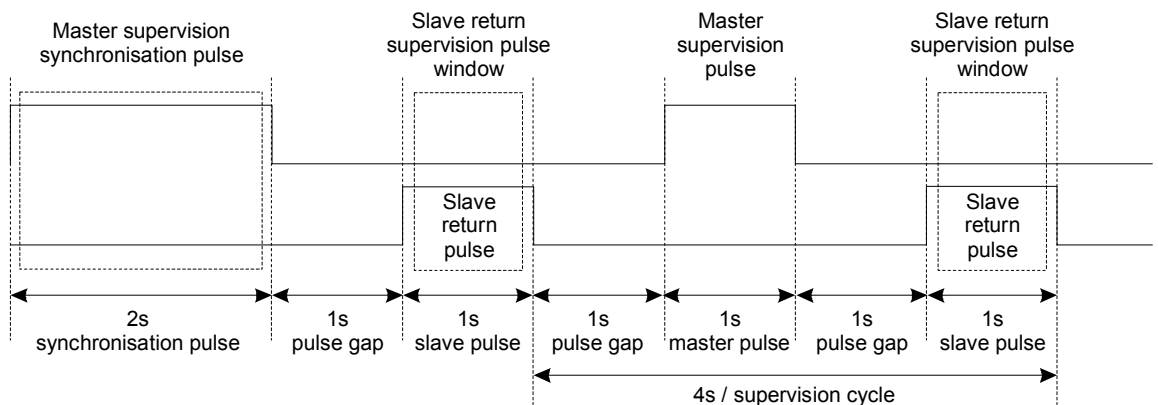 Master supervision
synchronisation pulse
Slave return
supervision pulse
window
Master
supervision
pulse
Slave return
supervision pulse
window
Slave
return
pulse
Slave
return
pulse
2s
synchronisation pulse
1s
pulse gap
1s
slave pulse
1s
pulse gap
1s
master pulse
1s
pulse gap
1s
slave pulse
4s / supervision cycle